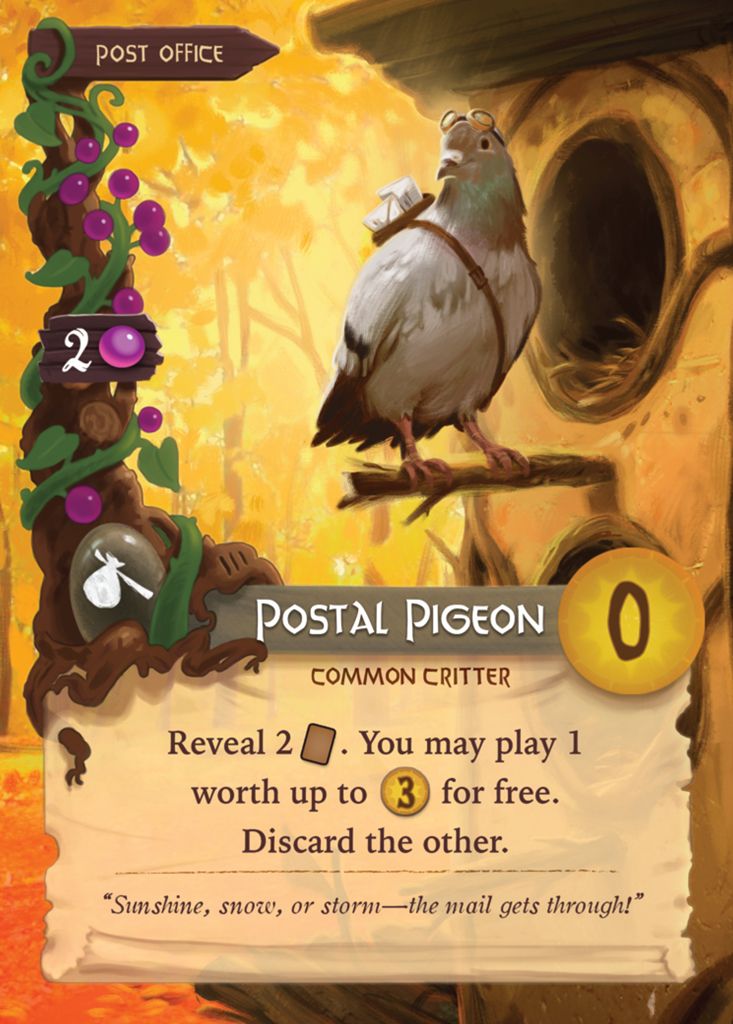 POST OFFICE
2
POSTAL PIGEON
0
COMMON CRITTER
Reveal 2 . You may play 1
worth up to 3 for free.
Discard the other.
“Sunshine, snow, or storm—the mail gets through!”